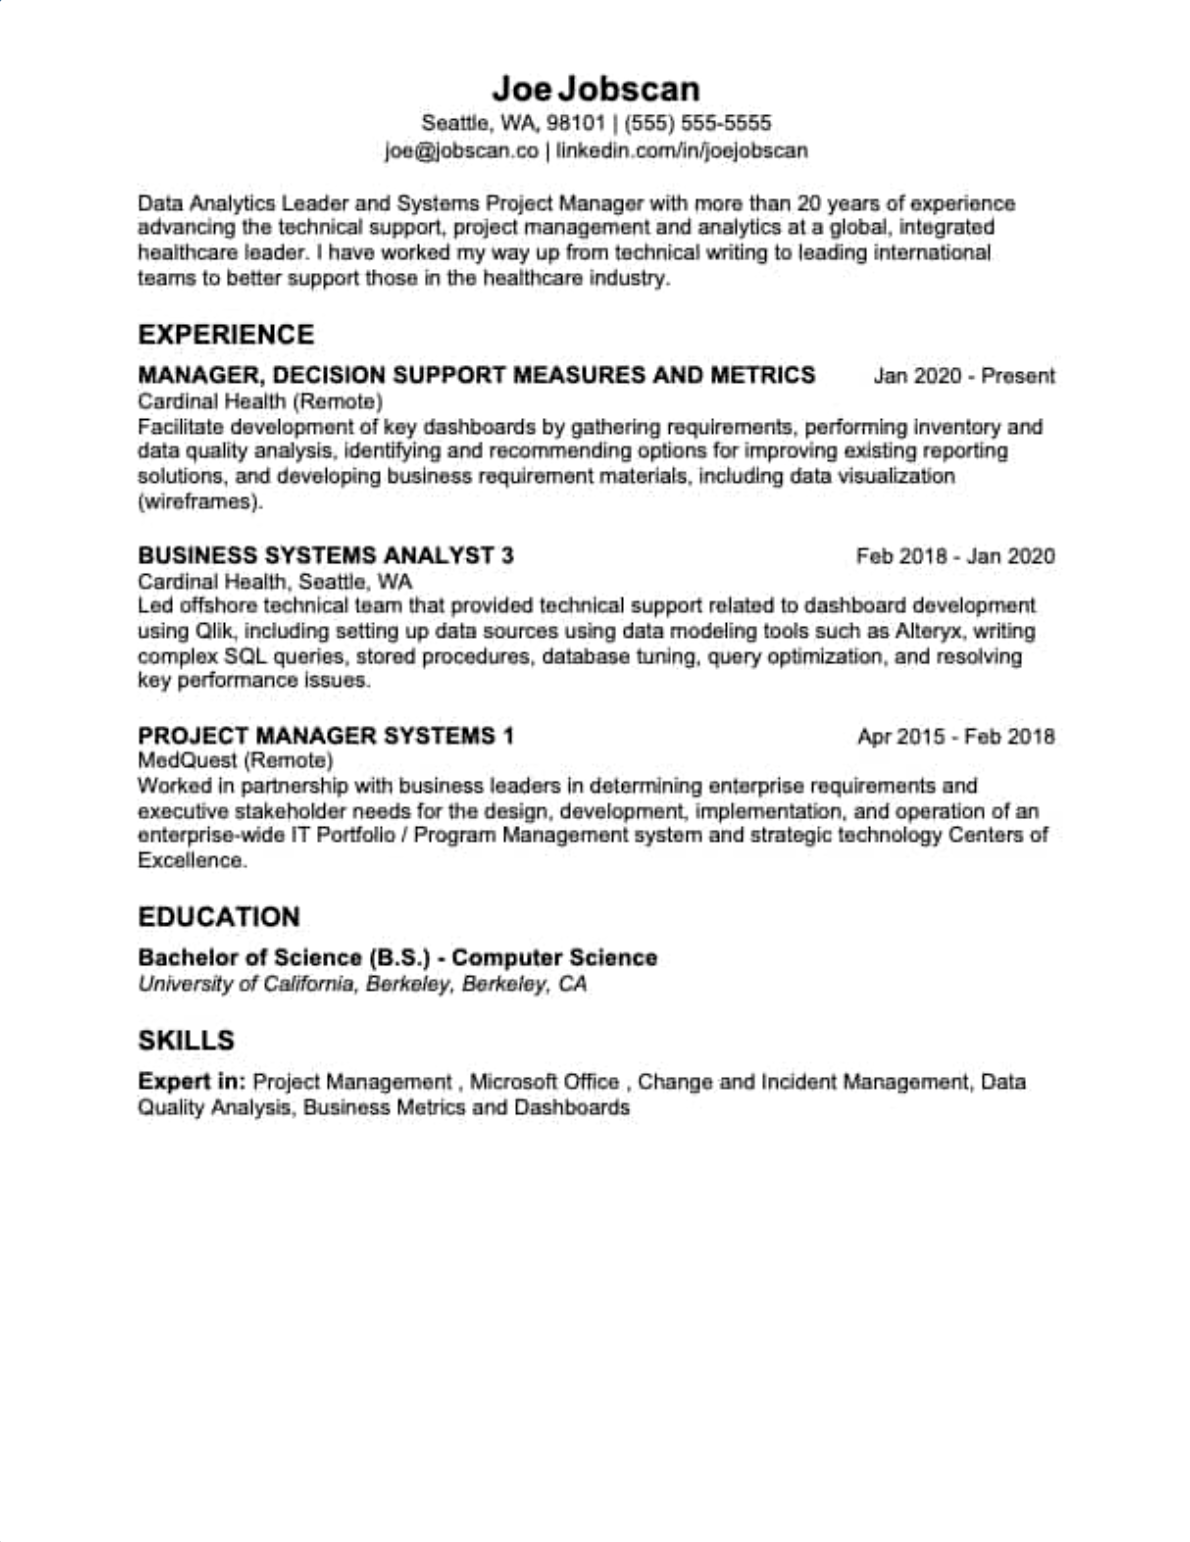 Joe Jobscan
Seattle, WA, 98101 | (555) 555-5555
joe@jobscan.co | linkedin.com/in/joejobscan
Data Analytics Leader and Systems Project Manager with more than 20 years of experience
advancing the technical support, project management and analytics at a global, integrated
healthcare leader. I have worked my way up from technical writing to leading international
teams to better support those in the healthcare industry.
EXPERIENCE
MANAGER, DECISION SUPPORT MEASURES AND METRICS Jan 2020 - Present
Cardinal Health (Remote)
Facilitate development of key dashboards by gathering requirements, performing inventory and
data quality analysis, identifying and recommending options for improving existing reporting
solutions, and developing business requirement materials, including data visualization
(wireframes).
BUSINESS SYSTEMS ANALYST 3 Feb 2018 - Jan 2020
Cardinal Health, Seattle, WA
Led offshore technical team that provided technical support related to dashboard development
using Qlik, including setting up data sources using data modeling tools such as Alteryx, writing
complex SQL queries, stored procedures, database tuning, query optimization, and resolving
key performance issues.
PROJECT MANAGER SYSTEMS 1 Apr 2015 - Feb 2018
MedQuest (Remote)
Worked in partnership with business leaders in determining enterprise requirements and
executive stakeholder needs for the design, development, implementation, and operation of an
enterprise-wide IT Portfolio / Program Management system and strategic technology Centers of
Excellence.
EDUCATION
Bachelor of Science (B.S.) - Computer Science
University of California, Berkeley, Berkeley, CA
SKILLS
Expert in: Project Management , Microsoft Office , Change and Incident Management, Data
Quality Analysis, Business Metrics and Dashboards